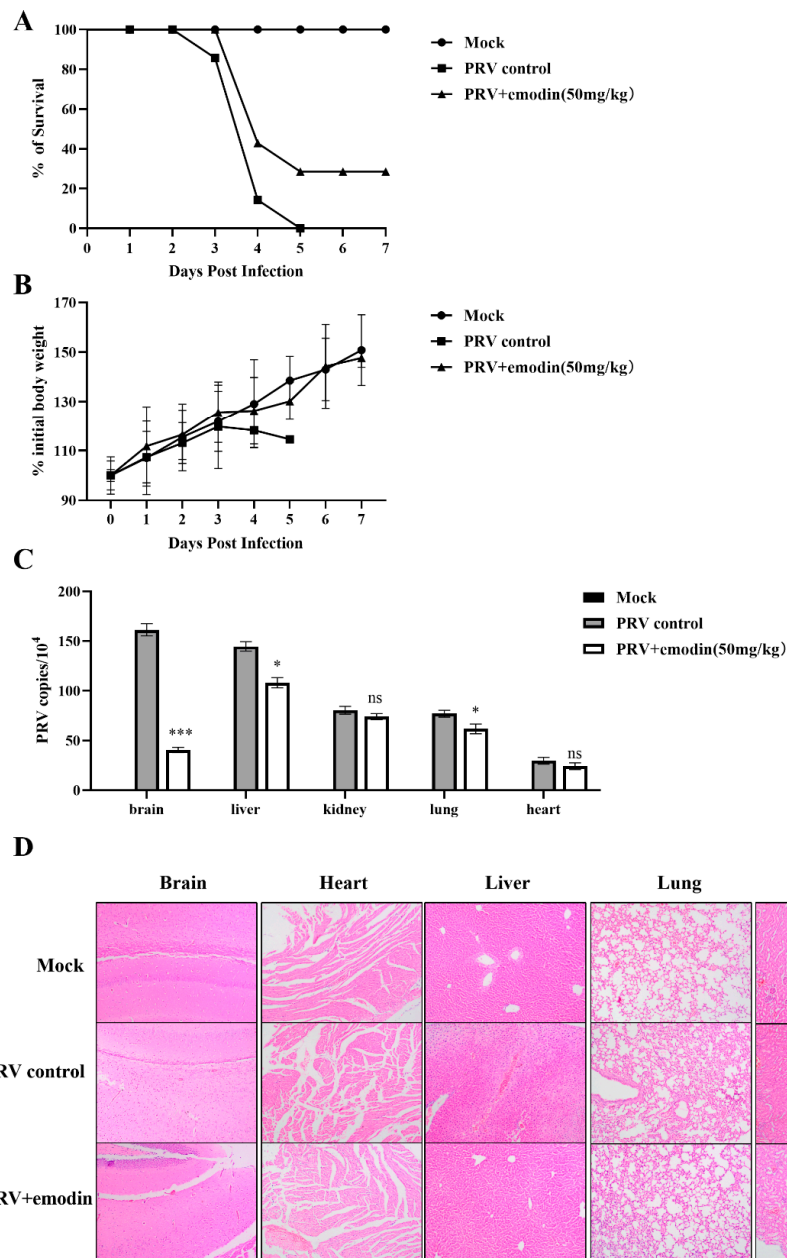 A
% of Survival
100
80
60
40
20
0
0 1 2 3 4 5 6 7
Days Post Infection
Mock
PRV control
PRV+emodin(50mg/kg)
B
% initial body weight
170
150
130
110
90
0 1 2 3 4 5 6 7
Days Post Infection
Mock
PRV control
PRV+emodin(50mg/kg)
C
PRV copies/10⁴
200
150
100
50
0
***
*
ns
*
ns
brain liver kidney lung heart
Mock
PRV control
PRV+emodin(50mg/kg)
D
Brain Heart Liver Lung
Mock
RV control
RV+emodin